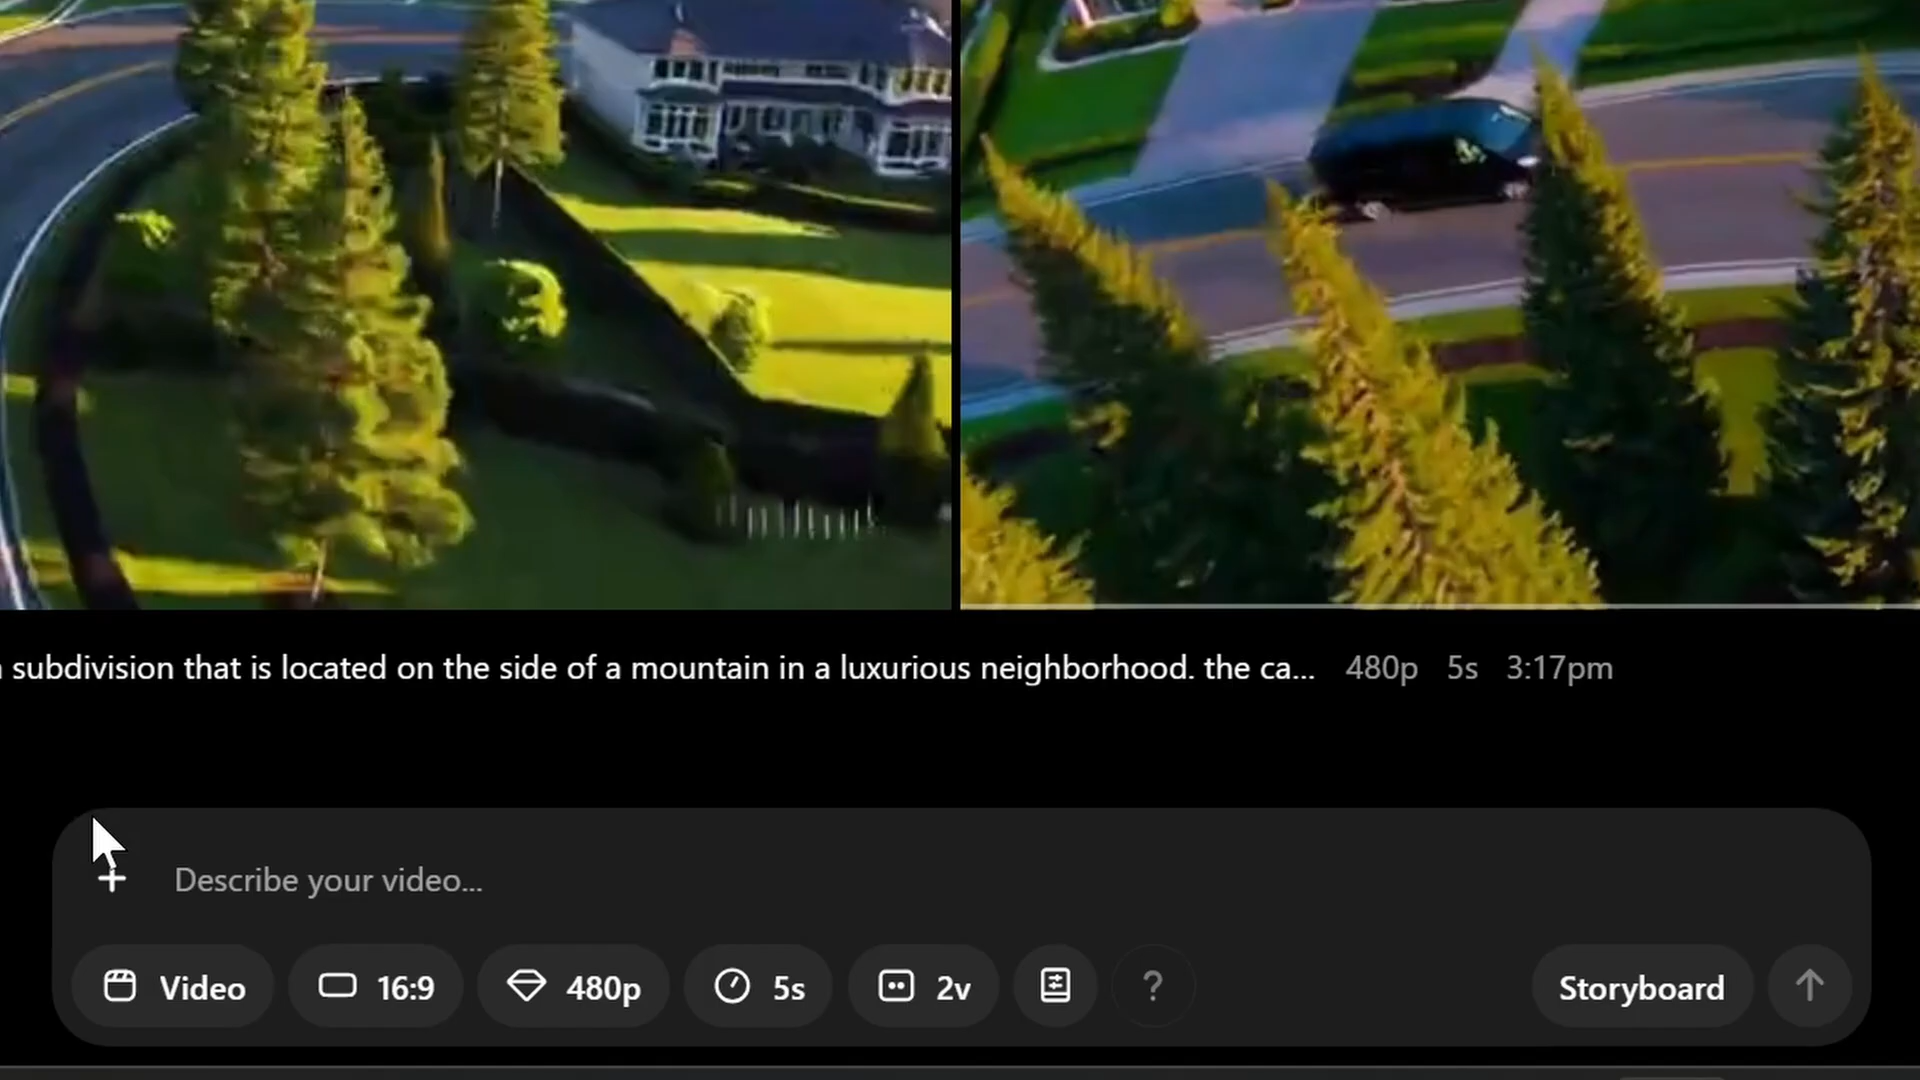 subdivision that is located on the side of a mountain in a luxurious neighborhood. the ca... 480p 5s 3:17pm
Describe your video...
Video 16:9 480p 5s 2v ? Storyboard